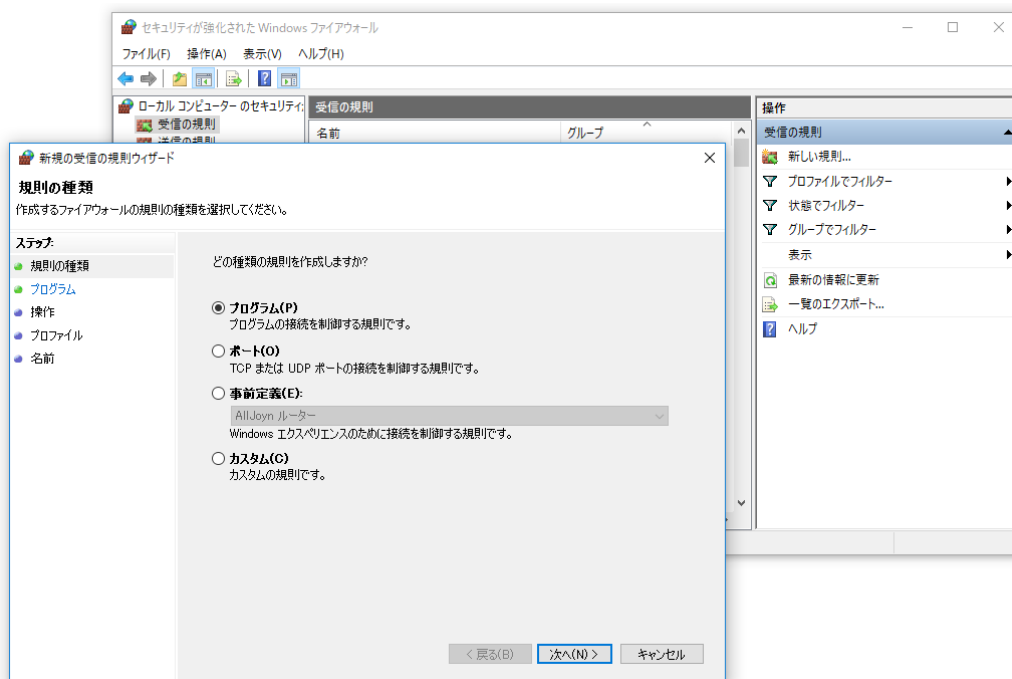 セキュリティが強化された Windows ファイアウォール
ファイル(F) 操作(A) 表示(V) ヘルプ(H)
ローカル コンピューター のセキュリティ
受信の規則
送信の規則
受信の規則
名前 グループ
操作
受信の規則
新しい規則...
プロファイルでフィルター
状態でフィルター
グループでフィルター
表示
最新の情報に更新
一覧のエクスポート...
ヘルプ
新規の受信の規則ウィザード
規則の種類
作成するファイアウォールの規則の種類を選択してください。
ステップ:
規則の種類
プログラム
操作
プロファイル
名前
どの種類の規則を作成しますか?
プログラム(P)
プログラムの接続を制御する規則です。
ポート(O)
TCP または UDP ポートの接続を制御する規則です。
事前定義(E):
AllJoyn ルーター
Windows エクスペリエンスのために接続を制御する規則です。
カスタム(C)
カスタムの規則です。
< 戻る(B) 次へ(N) > キャンセル